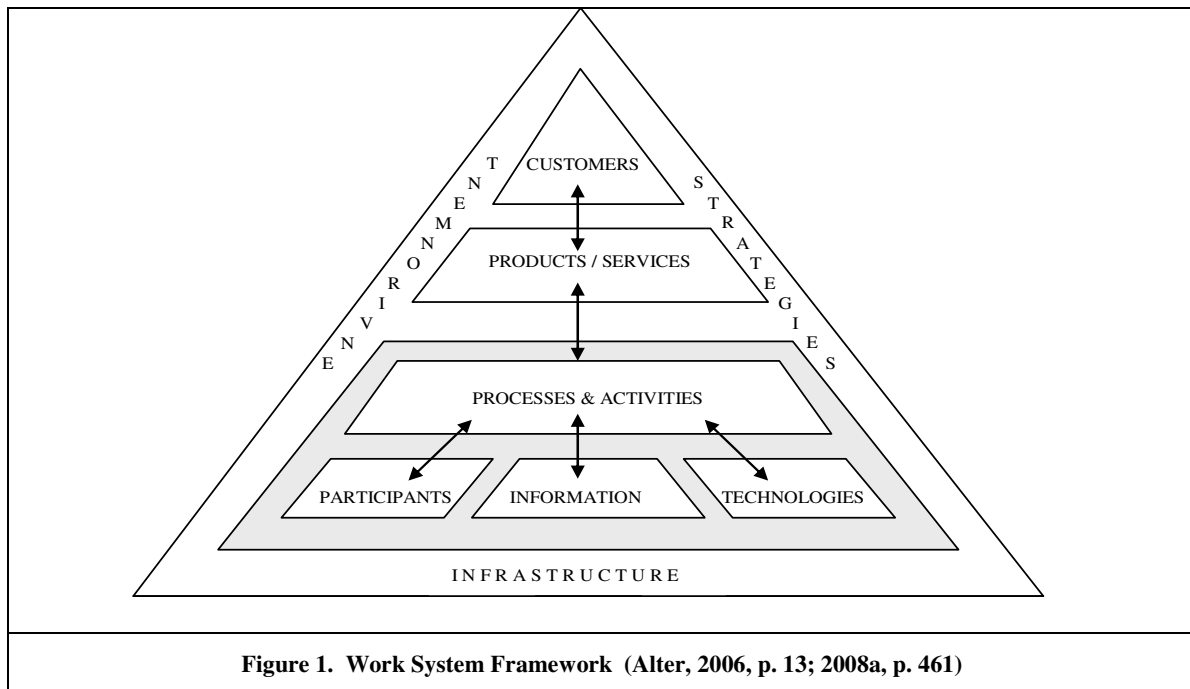 CUSTOMERS
ENVIRONMENT
STRATEGIES
PRODUCTS / SERVICES
PROCESSES & ACTIVITIES
PARTICIPANTS INFORMATION TECHNOLOGIES
INFRASTRUCTURE
Figure 1. Work System Framework (Alter, 2006, p. 13; 2008a, p. 461)